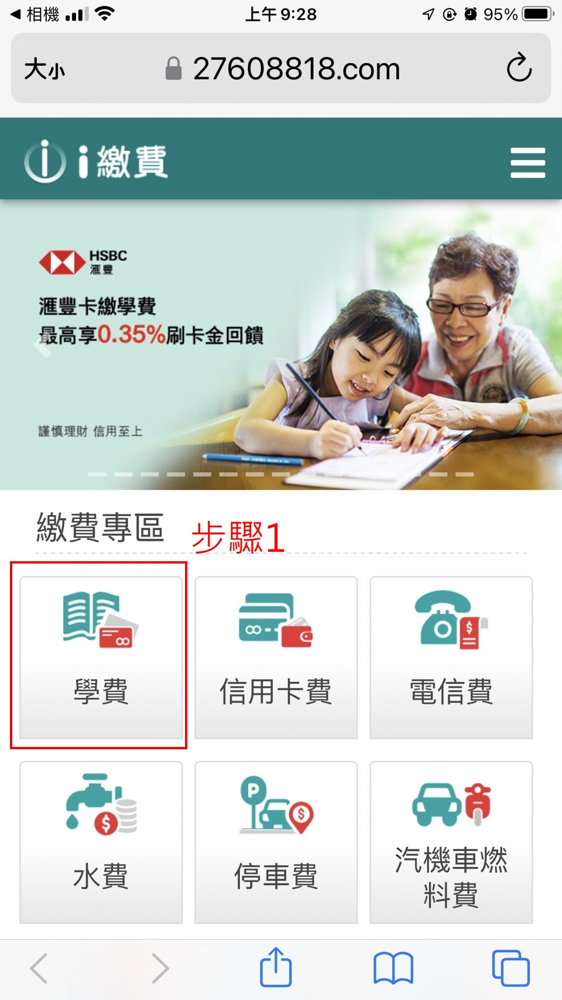 相機
上午9:28
95%
大小
27608818.com
i繳費
HSBC
滙豐
滙豐卡繳學費
最高享0.35%刷卡金回饋
謹慎理財 信用至上
繳費專區
步驟1
學費
信用卡費
電信費
P
水費
停車費
汽機車燃
料費